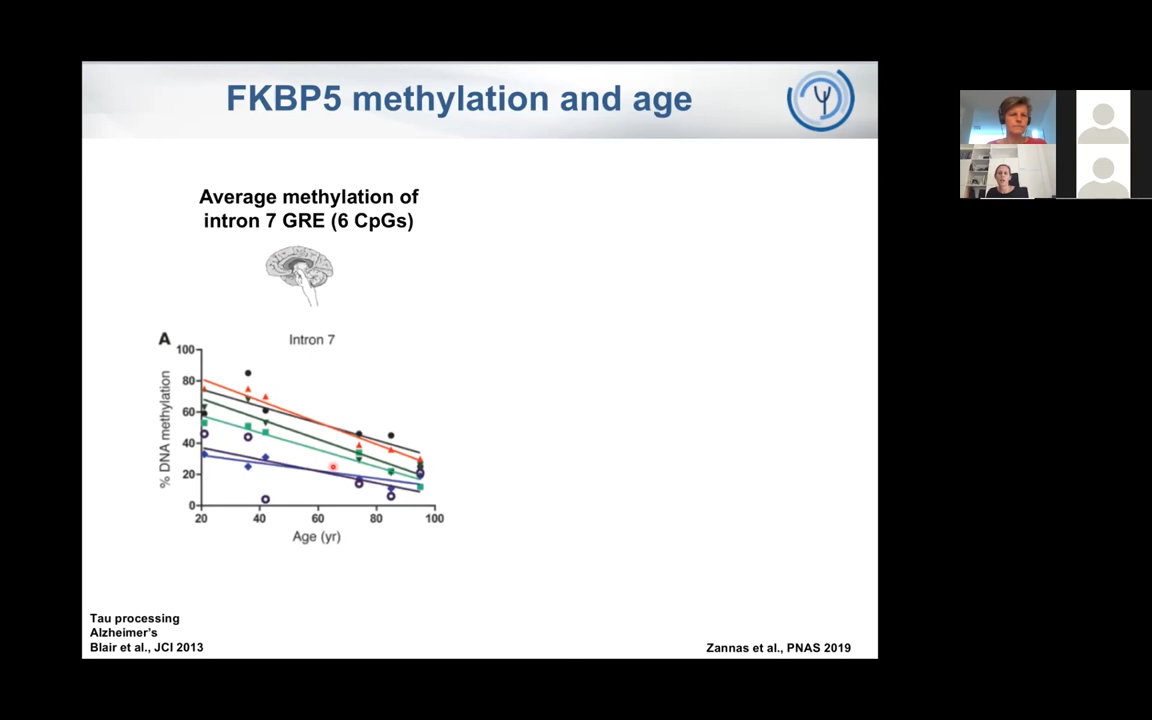 FKBP5 methylation and age
Average methylation of
intron 7 GRE (6 CpGs)
A
Intron 7
100
80
60
40
20
0
% DNA methylation
20 40 60 80 100
Age (yr)
Tau processing
Alzheimer's
Blair et al., JCI 2013
Zannas et al., PNAS 2019